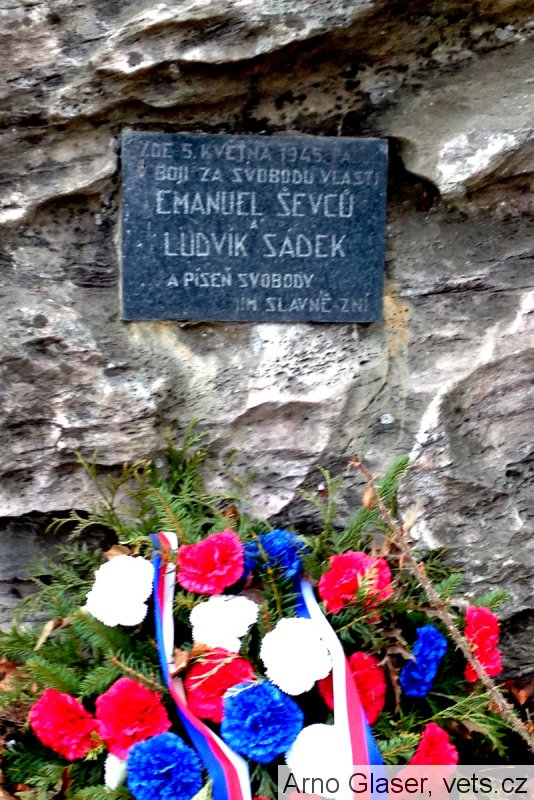 ZDE 5. KVĚTNA 1945 PA
BOJI ZA SVOBODU VLASTI
EMANUEL ŠEVCŮ
A
LUDVÍK SÁDEK
...A PÍSEŇ SVOBODY
JIM SLAVNĚ ZNÍ
Arno Glaser, vets.cz